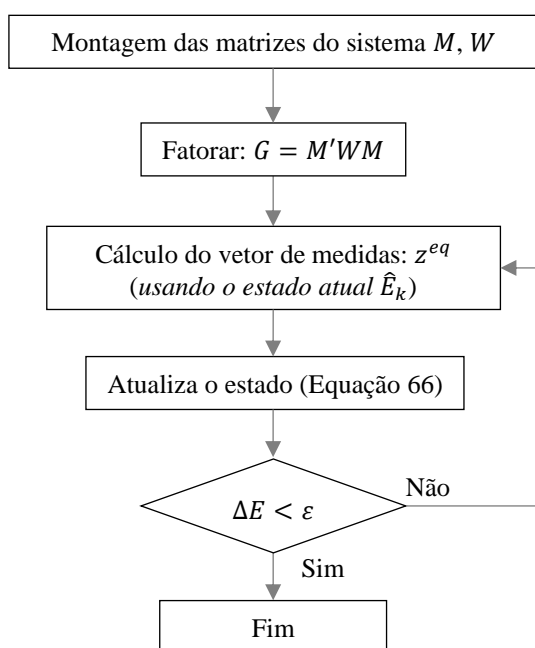 Montagem das matrizes do sistema M, W
Fatorar: G = M′WM
Cálculo do vetor de medidas: z^{eq}
(usando o estado atual Ê_k)
Atualiza o estado (Equação 66)
Não
ΔE < ε
Sim
Fim